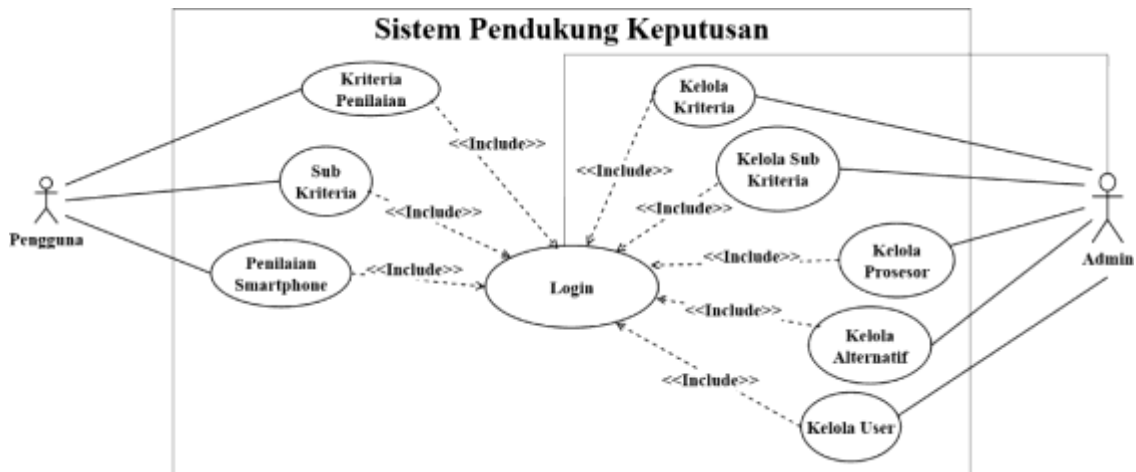 Sistem Pendukung Keputusan
Kriteria
Penilaian
Kelola
Kriteria
<<Include>>
<<Include>>
Sub
Kriteria
Kelola Sub
Kriteria
<<Include>>
<<Include>>
Pengguna
Penilaian
Smartphone
<<Include>>
Login
<<Include>>
Kelola
Prosesor
Admin
<<Include>>
Kelola
Alternatif
<<Include>>
Kelola User